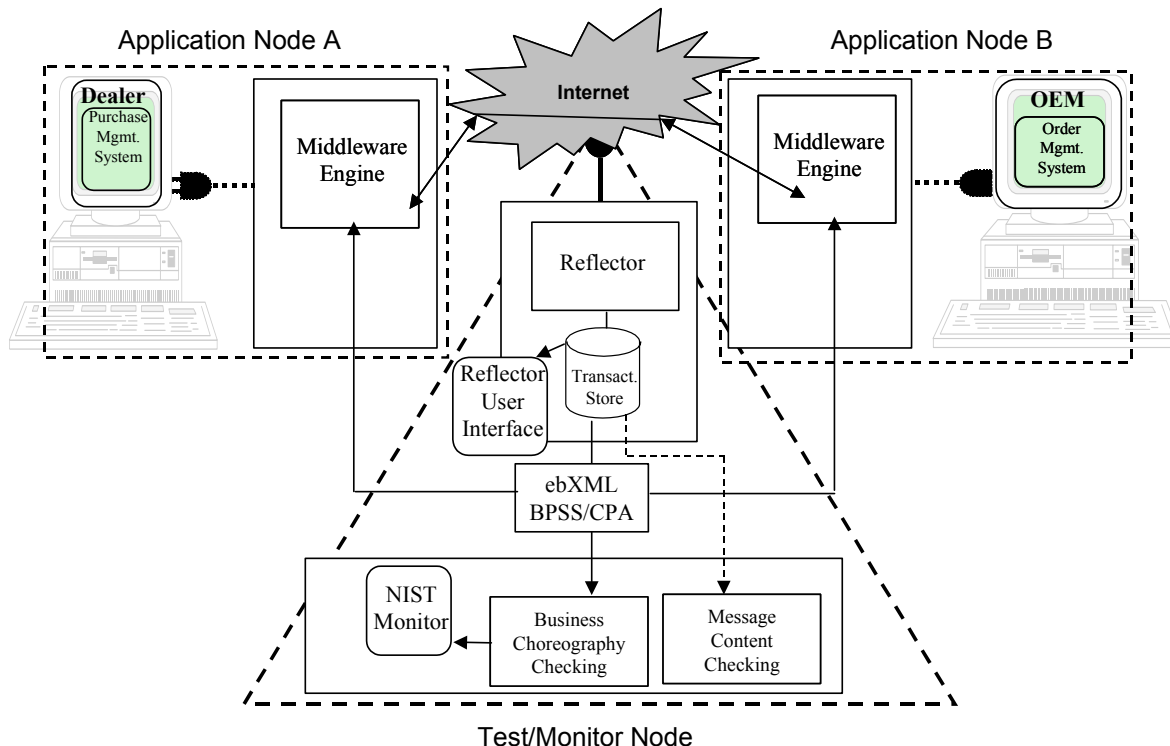 Application Node A
Application Node B
Internet
Dealer
Purchase
Mgmt.
System
Middleware
Engine
Middleware
Engine
OEM
Order
Mgmt.
System
Reflector
Reflector
User
Interface
Transact.
Store
ebXML
BPSS/CPA
NIST
Monitor
Business
Choreography
Checking
Message
Content
Checking
Test/Monitor Node